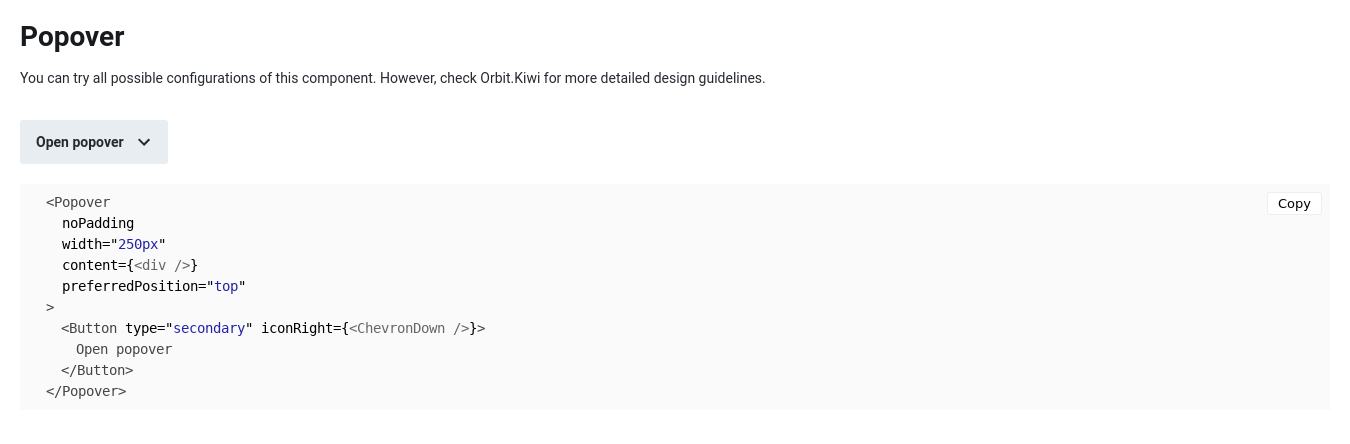 Popover
You can try all possible configurations of this component. However, check Orbit.Kiwi for more detailed design guidelines.
Open popover
Copy
<Popover
  noPadding
  width="250px"
  content={<div />}
  preferredPosition="top"
>
  <Button type="secondary" iconRight={<ChevronDown />}>
    Open popover
  </Button>
</Popover>